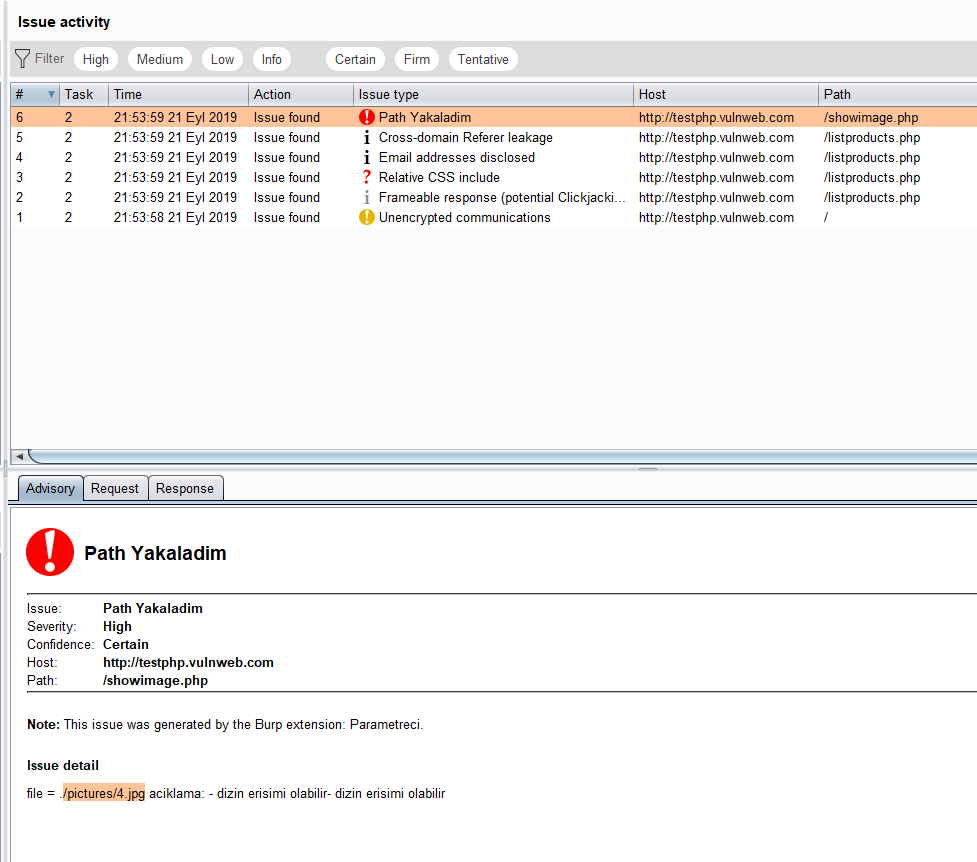 Issue activity
Filter High Medium Low Info Certain Firm Tentative
# Task Time Action Issue type Host Path
6 2 21:53:59 21 Eyl 2019 Issue found Path Yakaladim http://testphp.vulnweb.com /showimage.php
5 2 21:53:59 21 Eyl 2019 Issue found Cross-domain Referer leakage http://testphp.vulnweb.com /listproducts.php
4 2 21:53:59 21 Eyl 2019 Issue found Email addresses disclosed http://testphp.vulnweb.com /listproducts.php
3 2 21:53:59 21 Eyl 2019 Issue found Relative CSS include http://testphp.vulnweb.com /listproducts.php
2 2 21:53:59 21 Eyl 2019 Issue found Frameable response (potential Clickjacki... http://testphp.vulnweb.com /listproducts.php
1 2 21:53:58 21 Eyl 2019 Issue found Unencrypted communications http://testphp.vulnweb.com /
Advisory Request Response
Path Yakaladim
Issue: Path Yakaladim
Severity: High
Confidence: Certain
Host: http://testphp.vulnweb.com
Path: /showimage.php
Note: This issue was generated by the Burp extension: Parametreci.
Issue detail
file = ./pictures/4.jpg aciklama: - dizin erisimi olabilir- dizin erisimi olabilir